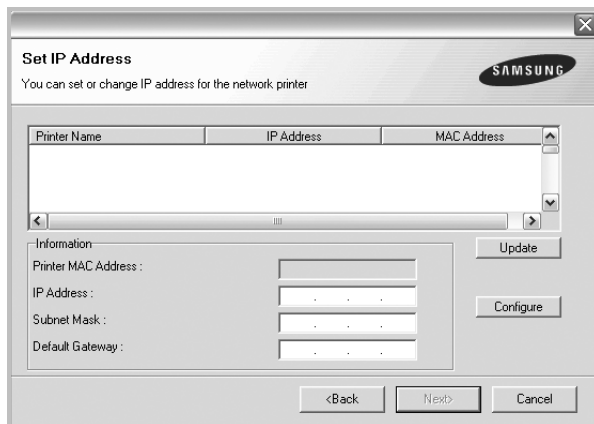 Set IP Address
You can set or change IP address for the network printer
SAMSUNG
Printer Name IP Address MAC Address
Information
Update
Printer MAC Address :
IP Address :
Configure
Subnet Mask :
Default Gateway :
<Back Next> Cancel